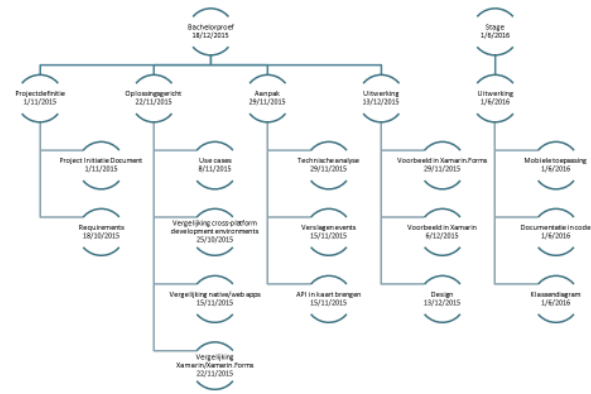 Bachelorproef
18/12/2015
Stage
1/6/2016
Projectdefinitie
1/11/2015
Oplossingsgericht
22/11/2015
Aanpak
29/11/2015
Uitwerking
13/12/2015
Uitwerking
1/6/2016
Project Initiatie Document
1/11/2015
Use cases
8/11/2015
Technische analyse
29/11/2015
Voorbeeld in Xamarin.Forms
29/11/2015
Mobiele toepassing
1/6/2016
Requirements
18/10/2015
Vergelijking cross-platform
development environments
25/10/2015
Verslagen events
15/11/2015
Voorbeeld in Xamarin
6/12/2015
Documentatie in code
1/6/2016
Vergelijking native/web apps
15/11/2015
API in kaart brengen
15/11/2015
Design
13/12/2015
Klassendiagram
1/6/2016
Vergelijking
Xamarin/Xamarin.Forms
22/11/2015